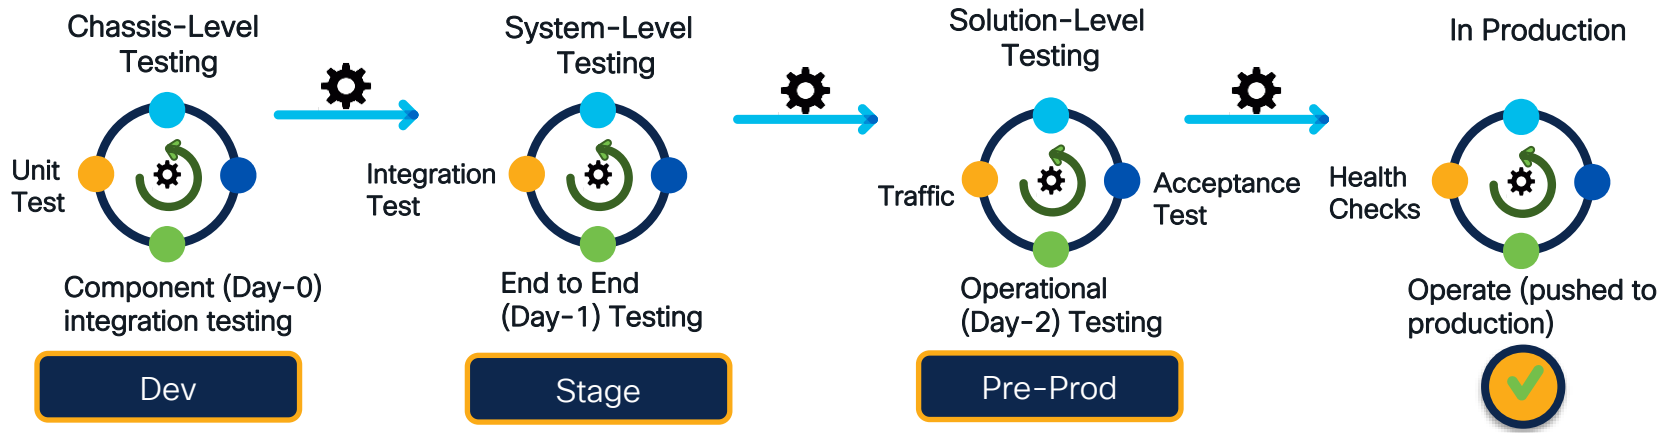 Chassis-Level
Testing
Unit
Test
Component (Day-0)
integration testing
Dev
System-Level
Testing
Integration
Test
End to End
(Day-1) Testing
Stage
Solution-Level
Testing
Traffic
Acceptance
Test
Operational
(Day-2) Testing
Pre-Prod
In Production
Health
Checks
Operate (pushed to
production)